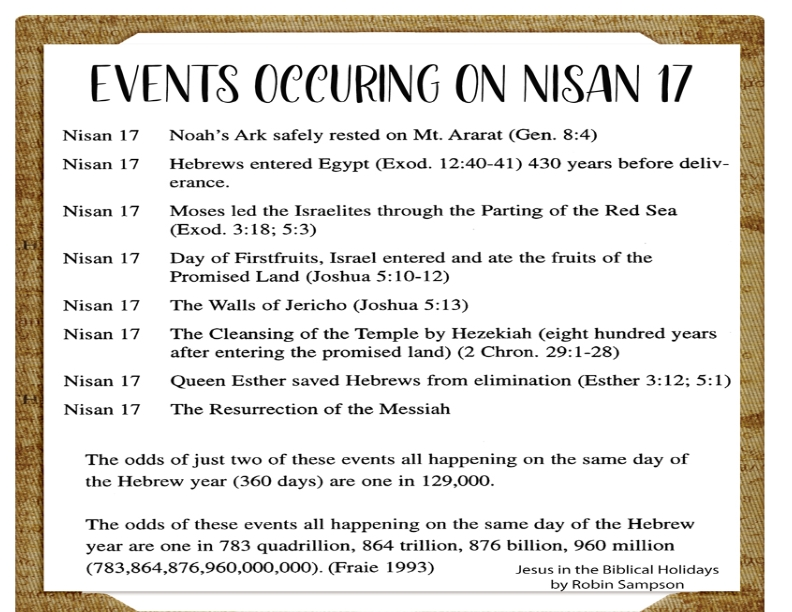 EVENTS OCCURING ON NISAN 17
Nisan 17 Noah's Ark safely rested on Mt. Ararat (Gen. 8:4)
Nisan 17 Hebrews entered Egypt (Exod. 12:40-41) 430 years before deliv-
erance.
Nisan 17 Moses led the Israelites through the Parting of the Red Sea
(Exod. 3:18; 5:3)
Nisan 17 Day of Firstfruits, Israel entered and ate the fruits of the
Promised Land (Joshua 5:10-12)
Nisan 17 The Walls of Jericho (Joshua 5:13)
Nisan 17 The Cleansing of the Temple by Hezekiah (eight hundred years
after entering the promised land) (2 Chron. 29:1-28)
Nisan 17 Queen Esther saved Hebrews from elimination (Esther 3:12; 5:1)
Nisan 17 The Resurrection of the Messiah
The odds of just two of these events all happening on the same day of
the Hebrew year (360 days) are one in 129,000.
The odds of these events all happening on the same day of the Hebrew
year are one in 783 quadrillion, 864 trillion, 876 billion, 960 million
(783,864,876,960,000,000). (Fraie 1993)
Jesus in the Biblical Holidays
by Robin Sampson